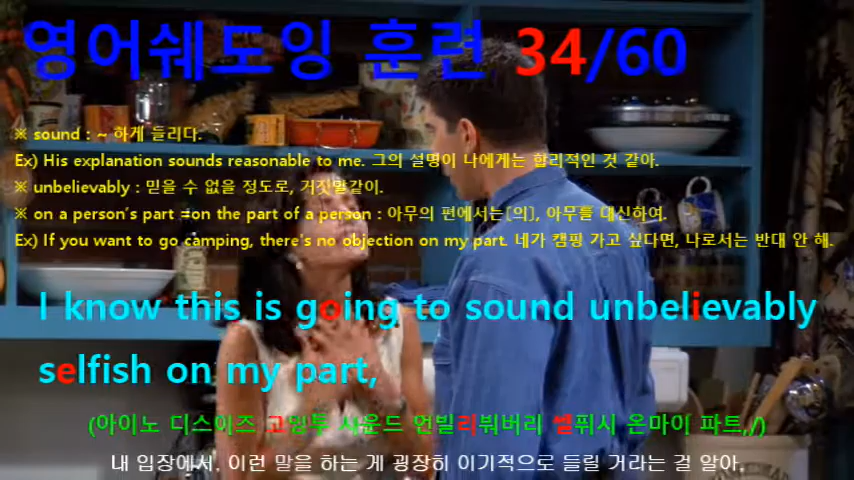 영어쉐도잉 훈련 34/60
※ sound : ~ 하게 들리다.
Ex) His explanation sounds reasonable to me. 그의 설명이 나에게는 합리적인 것 같아.
※ unbelievably : 믿을 수 없을 정도로, 거짓말같이.
※ on a person's part =on the part of a person : 아무의 편에서는[의], 아무를 대신하여.
Ex) If you want to go camping, there's no objection on my part. 네가 캠핑 가고 싶다면, 나로서는 반대 안 해.
I know this is going to sound unbelievably
selfish on my part,
(아이노 디스이즈 고잉투 사운드 언빌리붜버리 쎌퓌시 온마이 파트,/)
내 입장에서, 이런 말을 하는 게 굉장히 이기적으로 들릴 거라는 걸 알아.